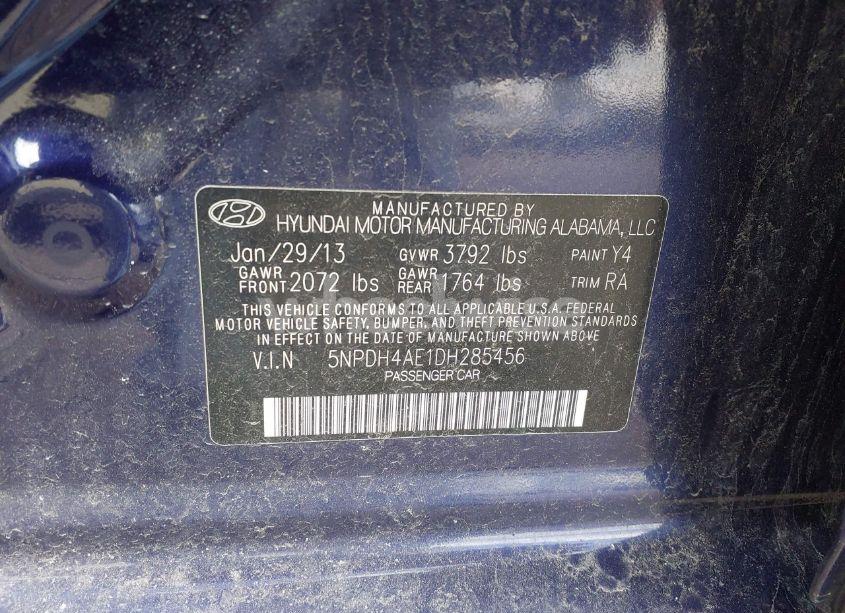 MANUFACTURED BY
HYUNDAI MOTOR MANUFACTURING ALABAMA, LLC
Jan/29/13 GVWR 3792 lbs PAINT Y4
GAWR FRONT 2072 lbs GAWR REAR 1764 lbs TRIM RA
THIS VEHICLE CONFORMS TO ALL APPLICABLE U.S.A. FEDERAL
MOTOR VEHICLE SAFETY, BUMPER, AND THEFT PREVENTION STANDARDS
IN EFFECT ON THE DATE OF MANUFACTURE SHOWN ABOVE.
V.I.N 5NPDH4AE1DH285456
PASSENGER CAR